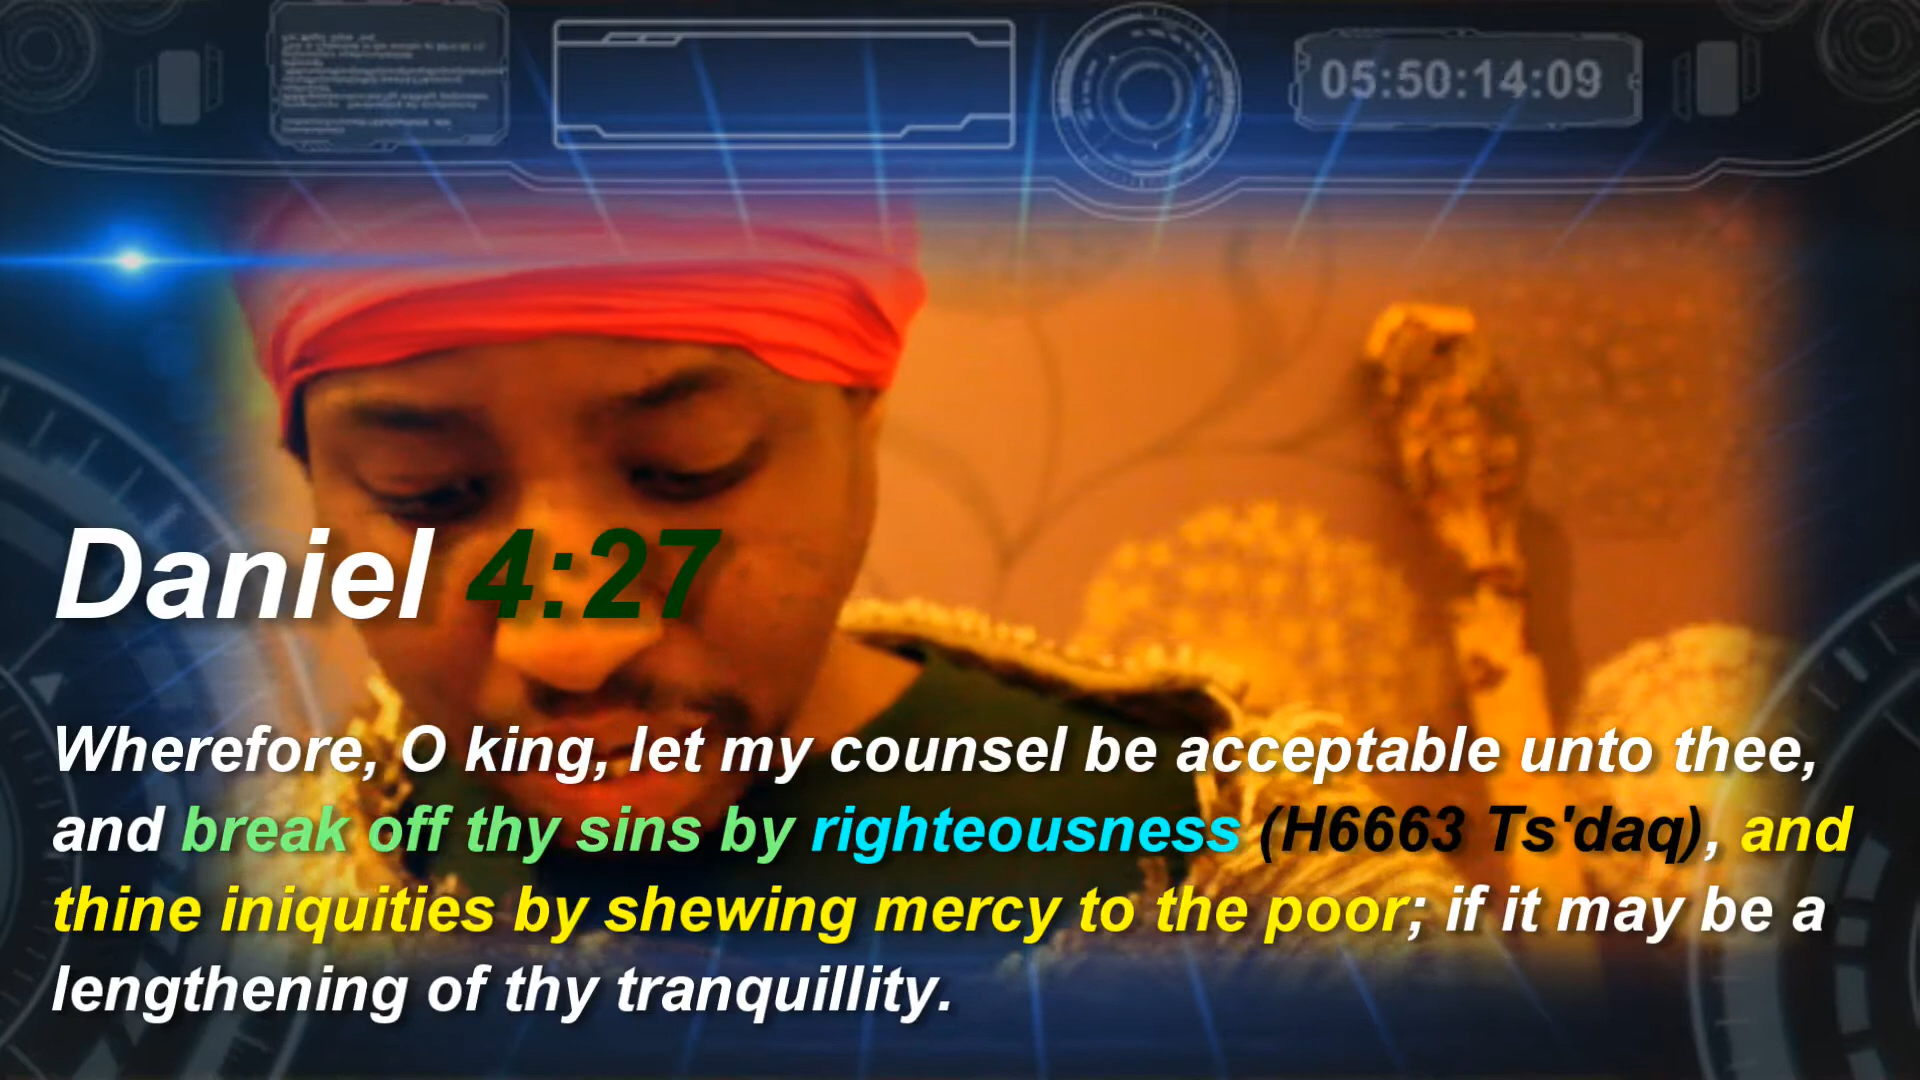 05:50:14:09
Daniel 4:27
Wherefore, O king, let my counsel be acceptable unto thee,
and break off thy sins by righteousness (H6663 Ts'daq), and
thine iniquities by shewing mercy to the poor; if it may be a
lengthening of thy tranquillity.